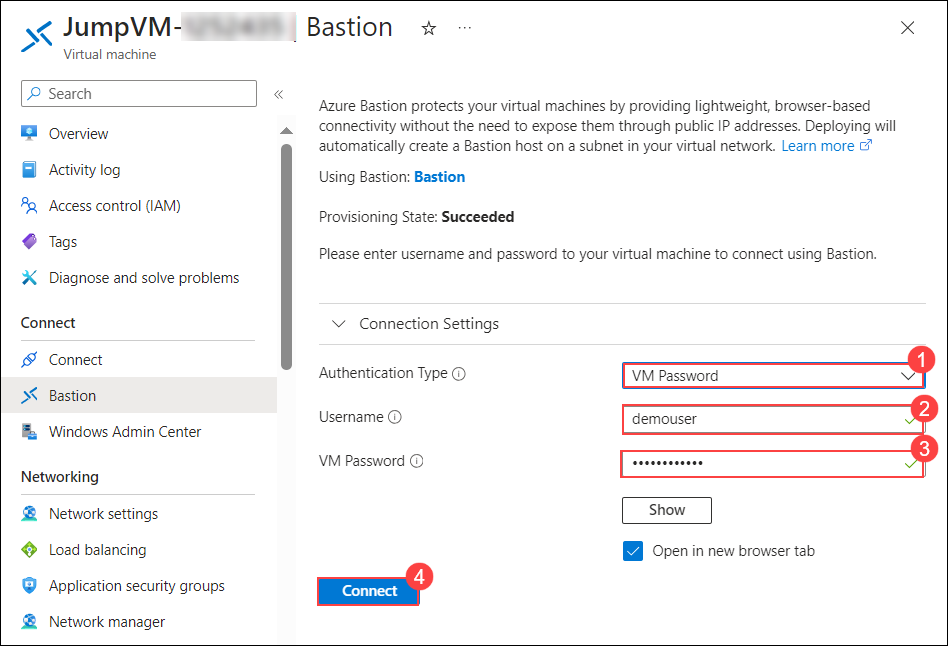 JumpVM- | Bastion
Virtual machine
Search
Overview
Activity log
Access control (IAM)
Tags
Diagnose and solve problems
Connect
Connect
Bastion
Windows Admin Center
Networking
Network settings
Load balancing
Application security groups
Network manager
Azure Bastion protects your virtual machines by providing lightweight, browser-based
connectivity without the need to expose them through public IP addresses. Deploying will
automatically create a Bastion host on a subnet in your virtual network. Learn more
Using Bastion: Bastion
Provisioning State: Succeeded
Please enter username and password to your virtual machine to connect using Bastion.
Connection Settings
Authentication Type VM Password 1
Username demouser 2
VM Password •••••••••••• 3
Show
Open in new browser tab
Connect 4